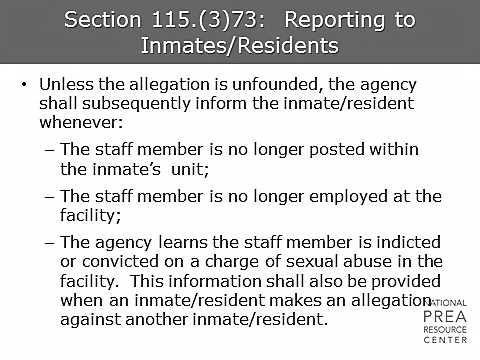 Section 115.(3)73:  Reporting to
Inmates/Residents
• Unless the allegation is unfounded, the agency
shall subsequently inform the inmate/resident
whenever:
– The staff member is no longer posted within
the inmate's  unit;
– The staff member is no longer employed at the
facility;
– The agency learns the staff member is indicted
or convicted on a charge of sexual abuse in the
facility.  This information shall also be provided
when an inmate/resident makes an allegation
against another inmate/resident.
NATIONAL
PREA
RESOURCE
CENTER